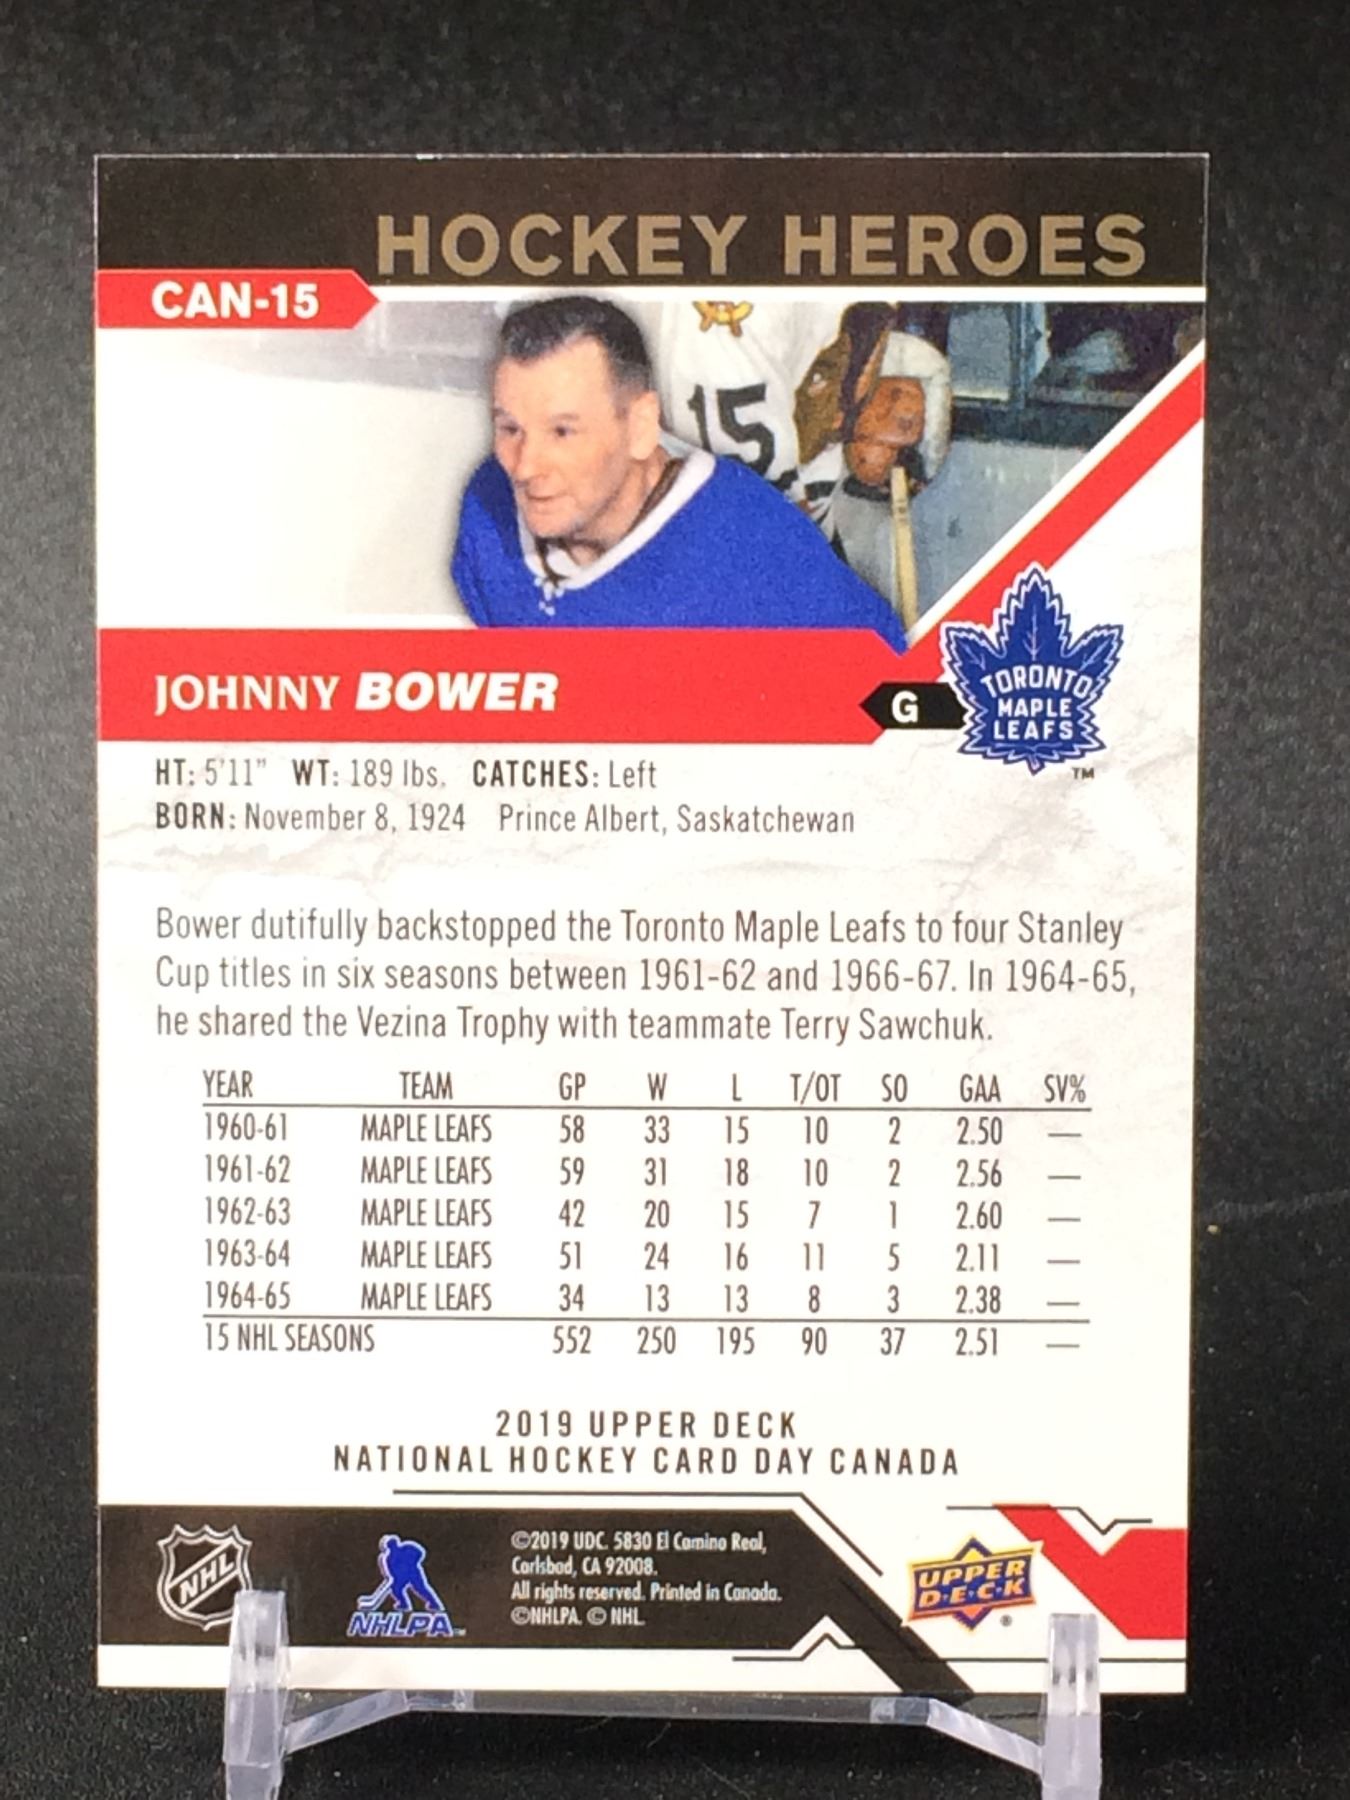 HOCKEY HEROES
CAN-15
15
JOHNNY BOWER
G
TORONTO
MAPLE
LEAFS
TM
HT: 5'11" WT: 189 lbs. CATCHES: Left
BORN: November 8, 1924 Prince Albert, Saskatchewan
Bower dutifully backstopped the Toronto Maple Leafs to four Stanley
Cup titles in six seasons between 1961-62 and 1966-67. In 1964-65,
he shared the Vezina Trophy with teammate Terry Sawchuk.
YEAR TEAM GP W L T/OT SO GAA SV%
1960-61 MAPLE LEAFS 58 33 15 10 2 2.50 —
1961-62 MAPLE LEAFS 59 31 18 10 2 2.56 —
1962-63 MAPLE LEAFS 42 20 15 7 1 2.60 —
1963-64 MAPLE LEAFS 51 24 16 11 5 2.11 —
1964-65 MAPLE LEAFS 34 13 13 8 3 2.38 —
15 NHL SEASONS 552 250 195 90 37 2.51 —
2019 UPPER DECK
NATIONAL HOCKEY CARD DAY CANADA
NHL
NHLPA
©2019 UDC. 5830 El Camino Real,
Carlsbad, CA 92008.
All rights reserved. Printed in Canada.
©NHLPA. © NHL.
UPPER
D·E·C·K
®